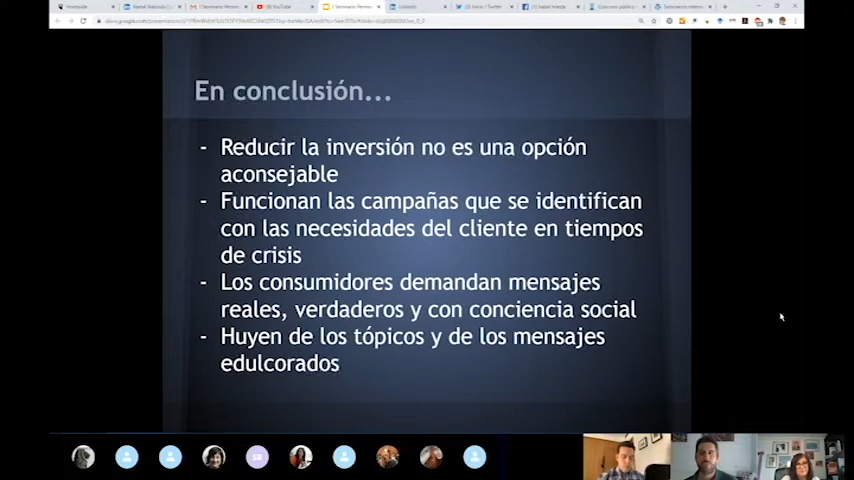 YouTube
En conclusión...
- Reducir la inversión no es una opción
aconsejable
- Funcionan las campañas que se identifican
con las necesidades del cliente en tiempos
de crisis
- Los consumidores demandan mensajes
reales, verdaderos y con conciencia social
- Huyen de los tópicos y de los mensajes
edulcorados